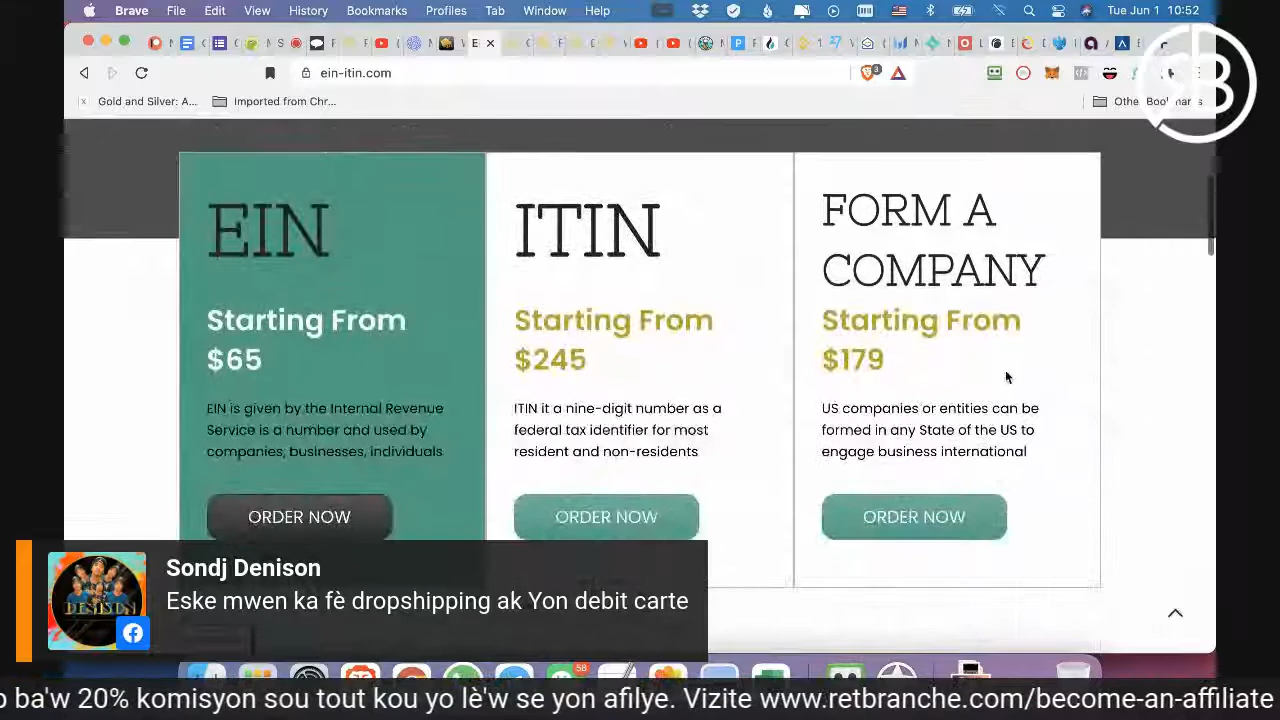 Brave File Edit View History Bookmarks Profiles Tab Window Help Tue Jun 1 10:52
ein-itin.com
Gold and Silver: A... Imported from Chr...
EIN
Starting From
$65
EIN is given by the Internal Revenue
Service is a number and used by
companies, businesses, individuals
ORDER NOW
ITIN
Starting From
$245
ITIN it a nine-digit number as a
federal tax identifier for most
resident and non-residents
ORDER NOW
FORM A
COMPANY
Starting From
$179
US companies or entities can be
formed in any State of the US to
engage business international
ORDER NOW
Sondj Denison
Eske mwen ka fè dropshipping ak Yon debit carte
58
ba'w 20% komisyon sou tout kou yo lè'w se yon afilye. Vizite www.retbranche.com/become-an-affiliate